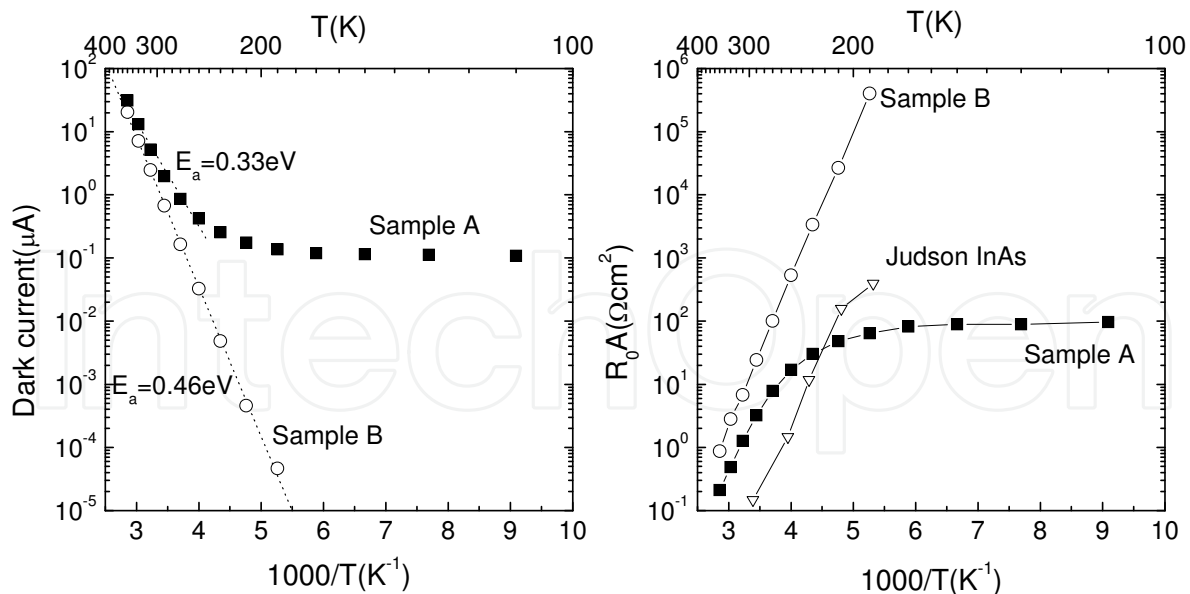 T(K)
400 300 200 100
10^2
10^1
10^0
10^-1
10^-2
10^-3
10^-4
10^-5
Dark current(μA)
E_a=0.33eV
Sample A
E_a=0.46eV
Sample B
3 4 5 6 7 8 9 10
1000/T(K^-1)
T(K)
400 300 200 100
10^6
10^5
10^4
10^3
10^2
10^1
10^0
10^-1
R_0A(Ωcm^2)
Sample B
Judson InAs
Sample A
3 4 5 6 7 8 9 10
1000/T(K^-1)
IntechOpen